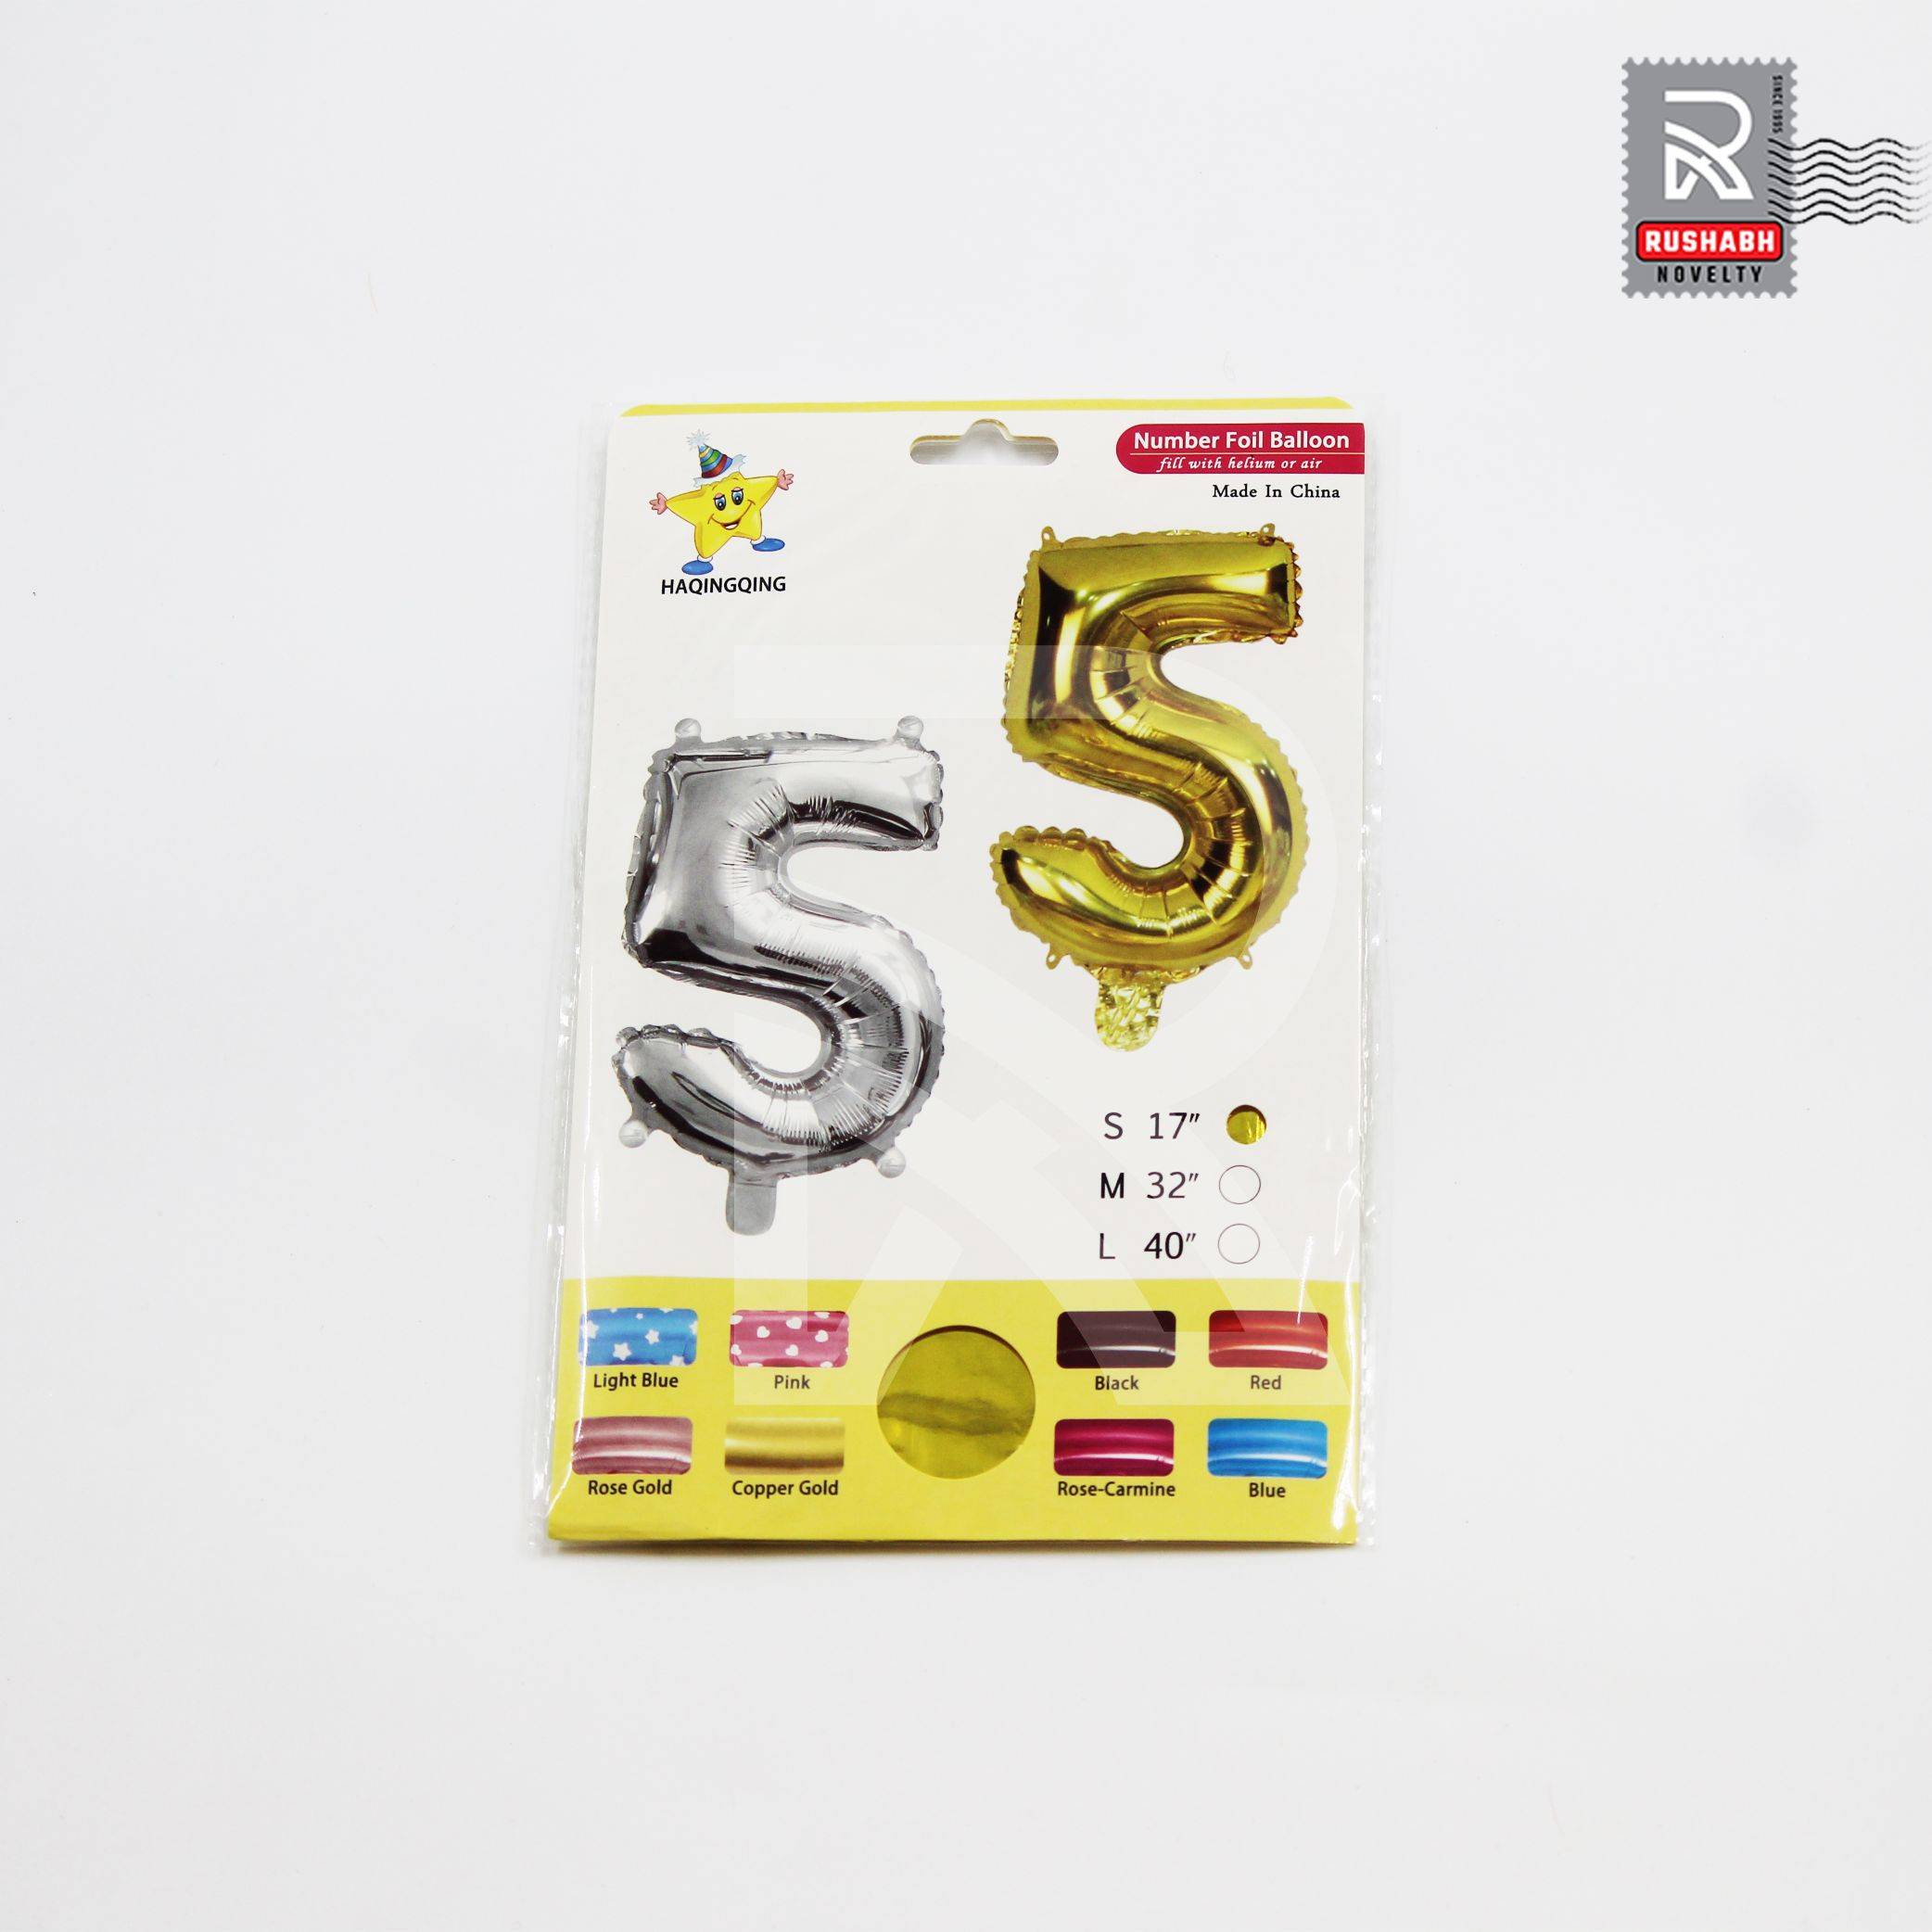 SINCE 1995
RUSHABH
NOVELTY
Number Foil Balloon
fill with helium or air
Made In China
HAQINGQING
S 17"
M 32"
L 40"
Light Blue
Pink
Black
Red
Rose Gold
Copper Gold
Rose-Carmine
Blue